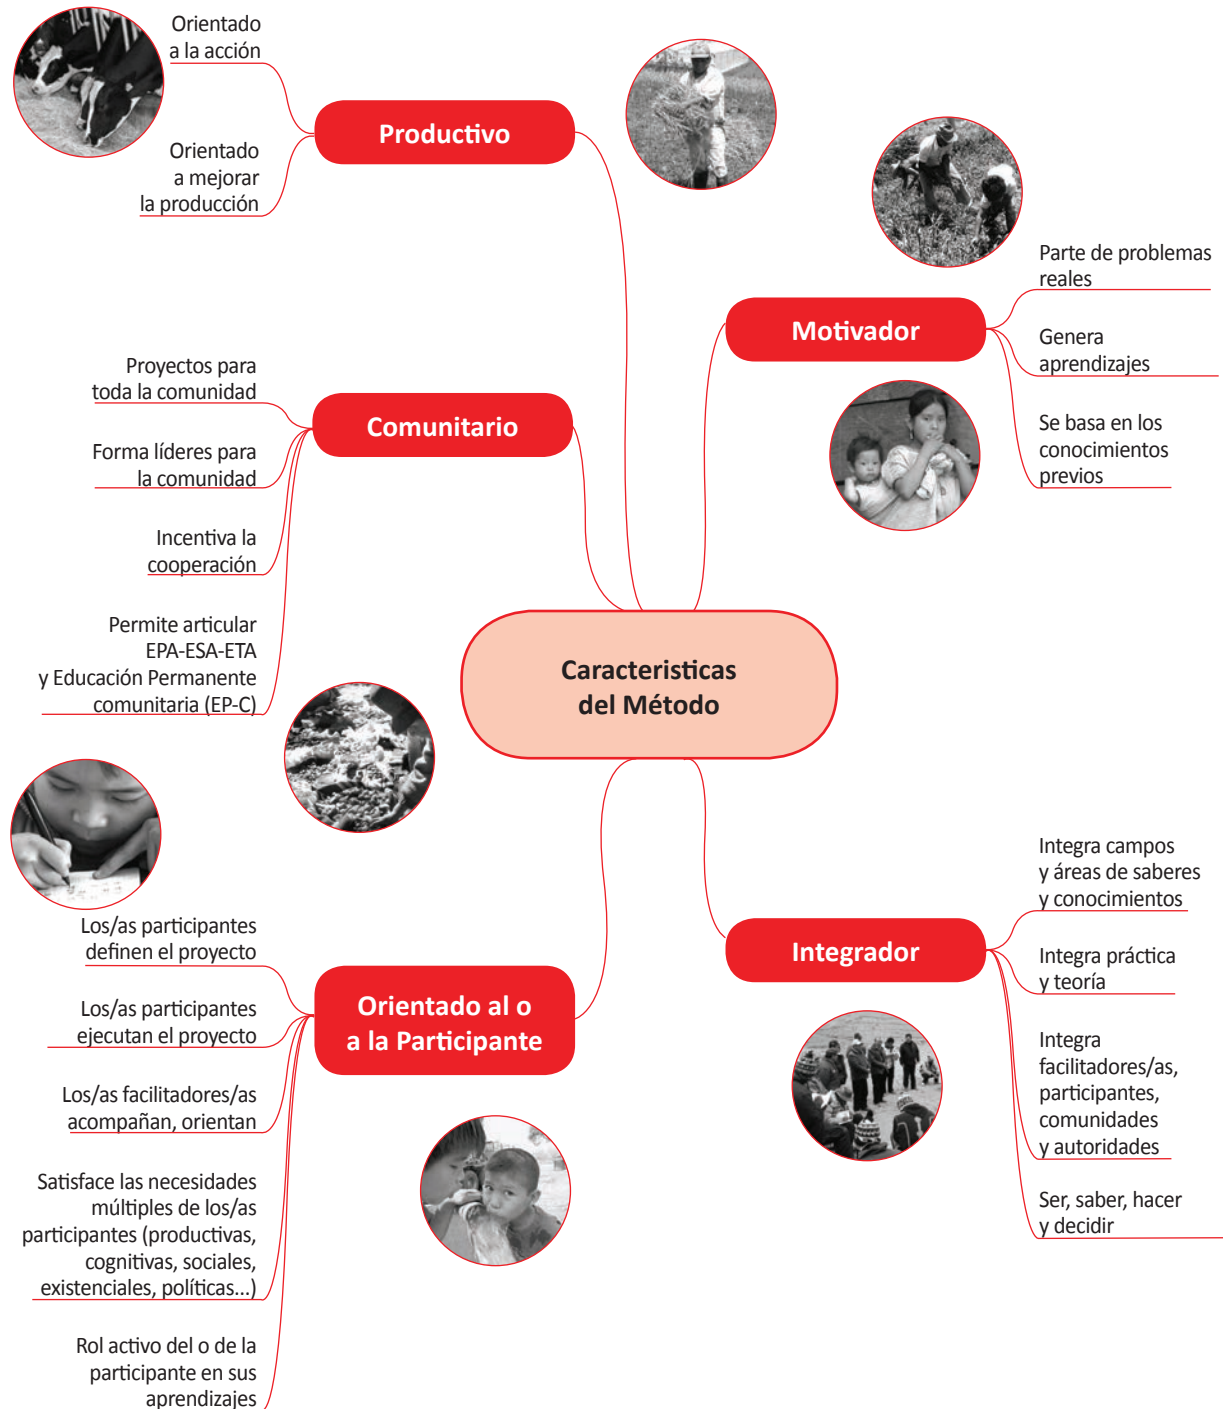 Orientado
a la acción
Productivo
Orientado
a mejorar
la producción
Parte de problemas
reales
Motivador
Genera
aprendizajes
Se basa en los
conocimientos
previos
Proyectos para
toda la comunidad
Comunitario
Forma líderes para
la comunidad
Incentiva la
cooperación
Permite articular
EPA-ESA-ETA
y Educación Permanente
comunitaria (EP-C)
Caracteristicas
del Método
Integra campos
y áreas de saberes
y conocimientos
Integrador
Integra práctica
y teoría
Integra
facilitadores/as,
participantes,
comunidades
y autoridades
Ser, saber, hacer
y decidir
Los/as participantes
definen el proyecto
Orientado al o
a la Participante
Los/as participantes
ejecutan el proyecto
Los/as facilitadores/as
acompañan, orientan
Satisface las necesidades
múltiples de los/as
participantes (productivas,
cognitivas, sociales,
existenciales, políticas...)
Rol activo del o de la
participante en sus
aprendizajes